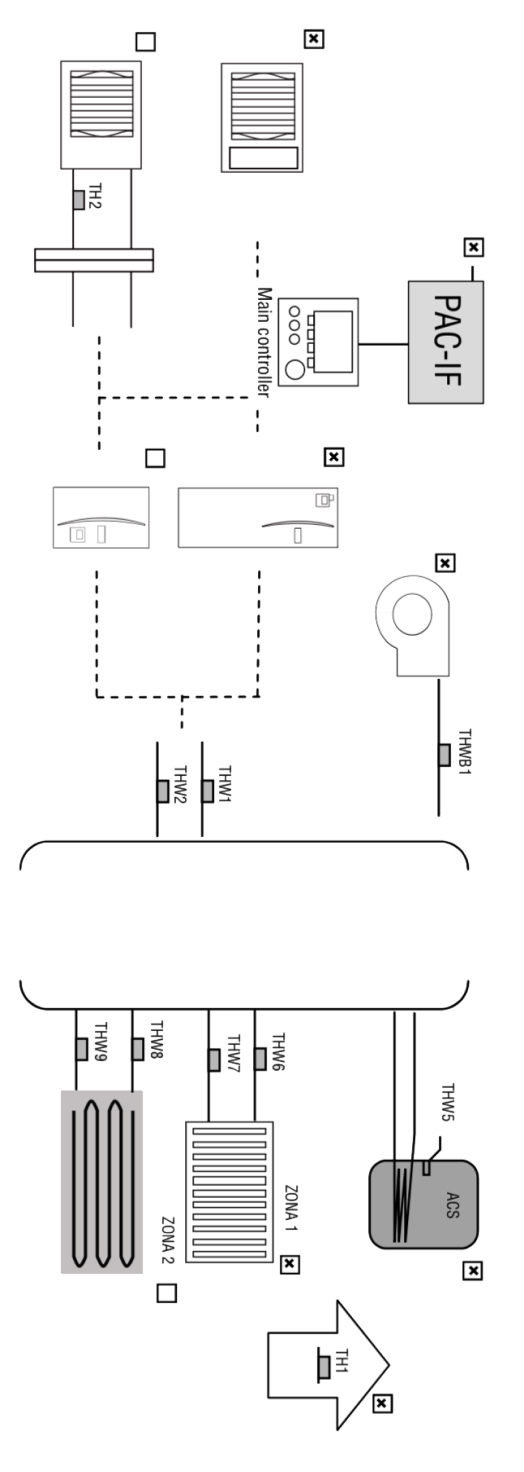 TH2
Main controller
PAC-IF
THWB1
THW2
THW1
THW9
THW8
THW7
THW6
THW5
ACS
ZONA 1
ZONA 2
TH1